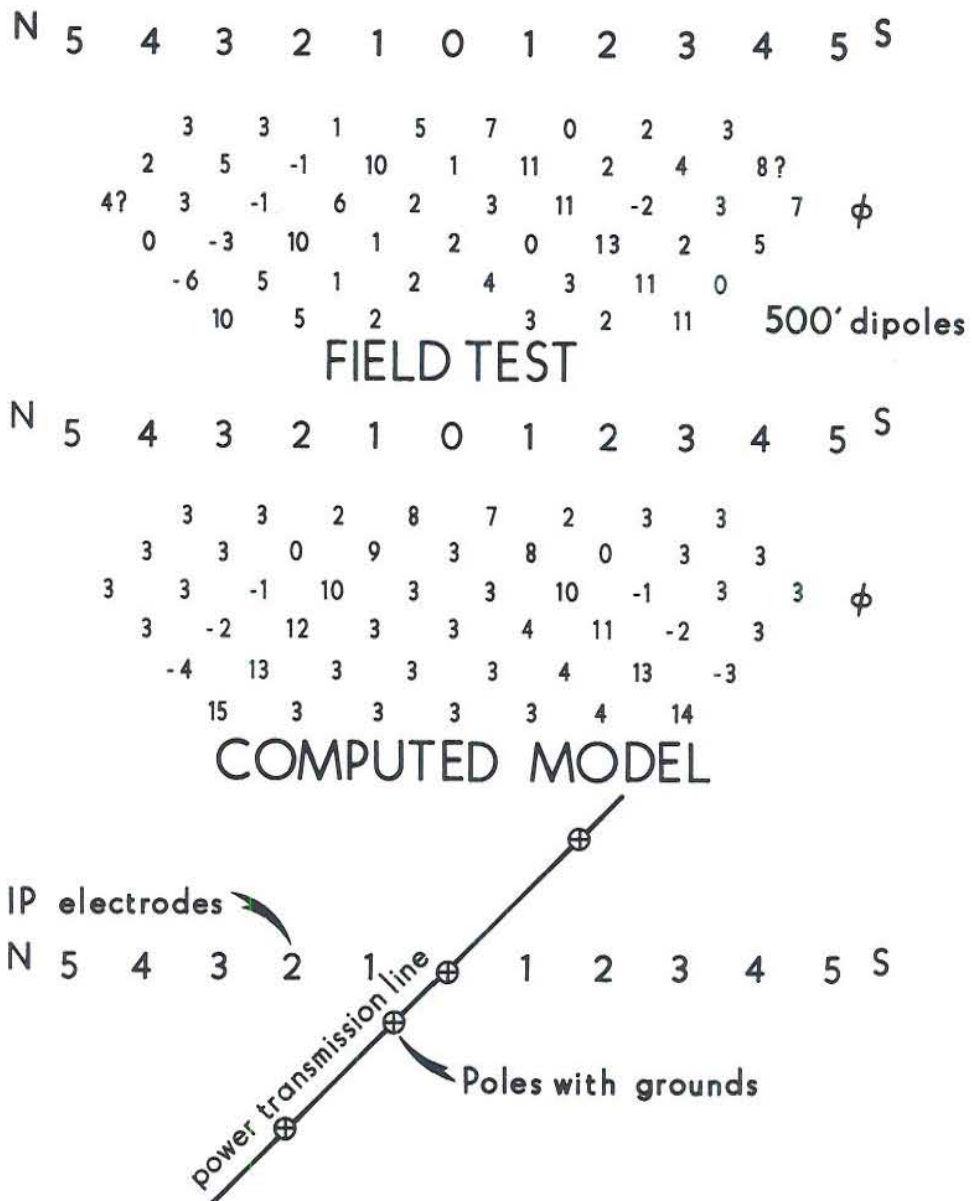 N 5 4 3 2 1 0 1 2 3 4 5 S
3 3 1 5 7 0 2 3
2 5 -1 10 1 11 2 4 8?
4? 3 -1 6 2 3 11 -2 3 7 ϕ
0 -3 10 1 2 0 13 2 5
-6 5 1 2 4 3 11 0
10 5 2 3 2 11 500' dipoles
FIELD TEST
N 5 4 3 2 1 0 1 2 3 4 5 S
3 3 2 8 7 2 3 3
3 3 0 9 3 8 0 3 3
3 3 -1 10 3 3 10 -1 3 3 ϕ
3 -2 12 3 3 4 11 -2 3
-4 13 3 3 3 4 13 -3
15 3 3 3 3 4 14
COMPUTED MODEL
IP electrodes
N 5 4 3 2 1 1 2 3 4 5 S
power transmission line
Poles with grounds